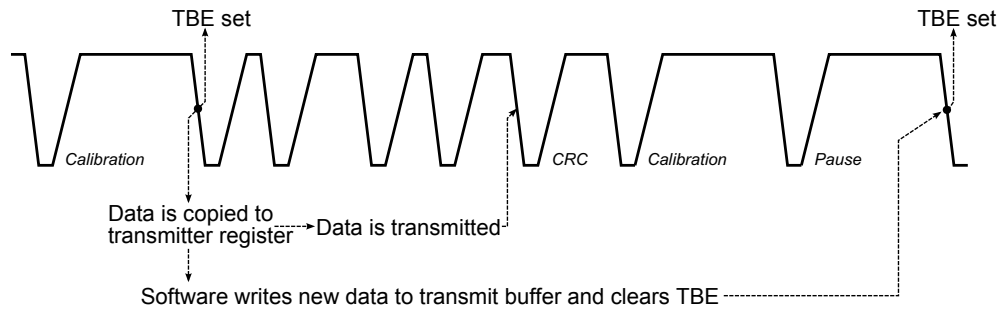 TBE set
TBE set
Calibration
CRC
Calibration
Pause
Data is copied to
transmitter register
Data is transmitted
Software writes new data to transmit buffer and clears TBE